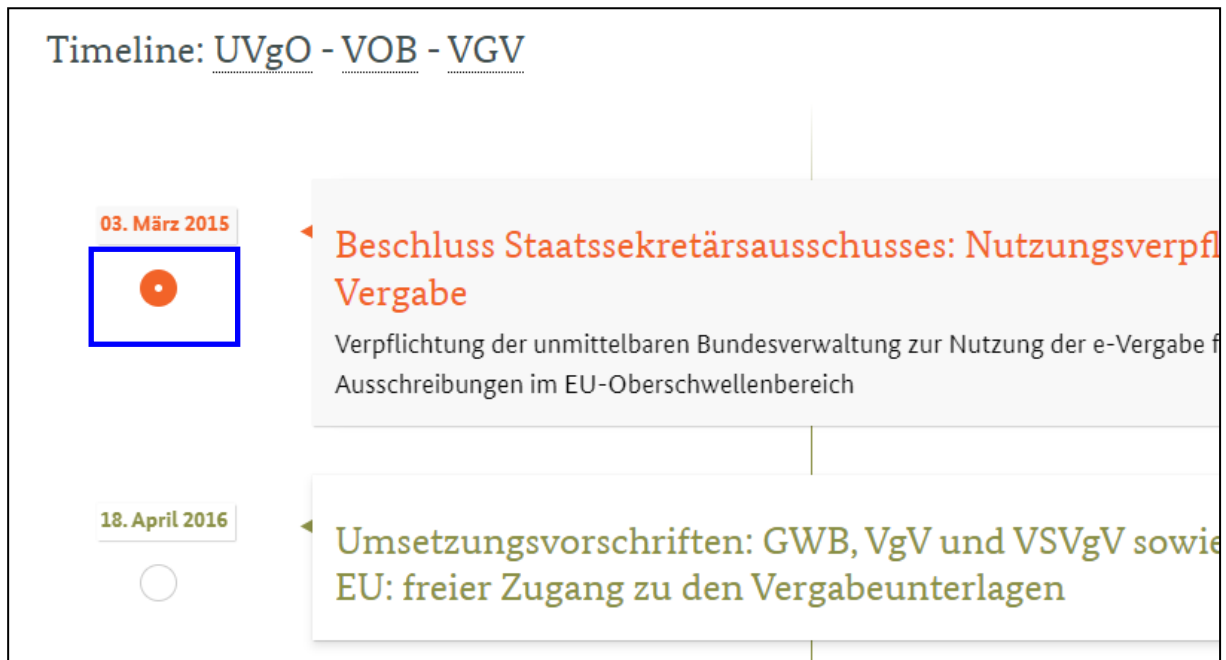 Timeline: UVgO - VOB - VGV
03. März 2015
Beschluss Staatssekretärsausschusses: Nutzungsverpfl
Vergabe
Verpflichtung der unmittelbaren Bundesverwaltung zur Nutzung der e-Vergabe f
Ausschreibungen im EU-Oberschwellenbereich
18. April 2016
Umsetzungsvorschriften: GWB, VgV und VSVgV sowie
EU: freier Zugang zu den Vergabeunterlagen